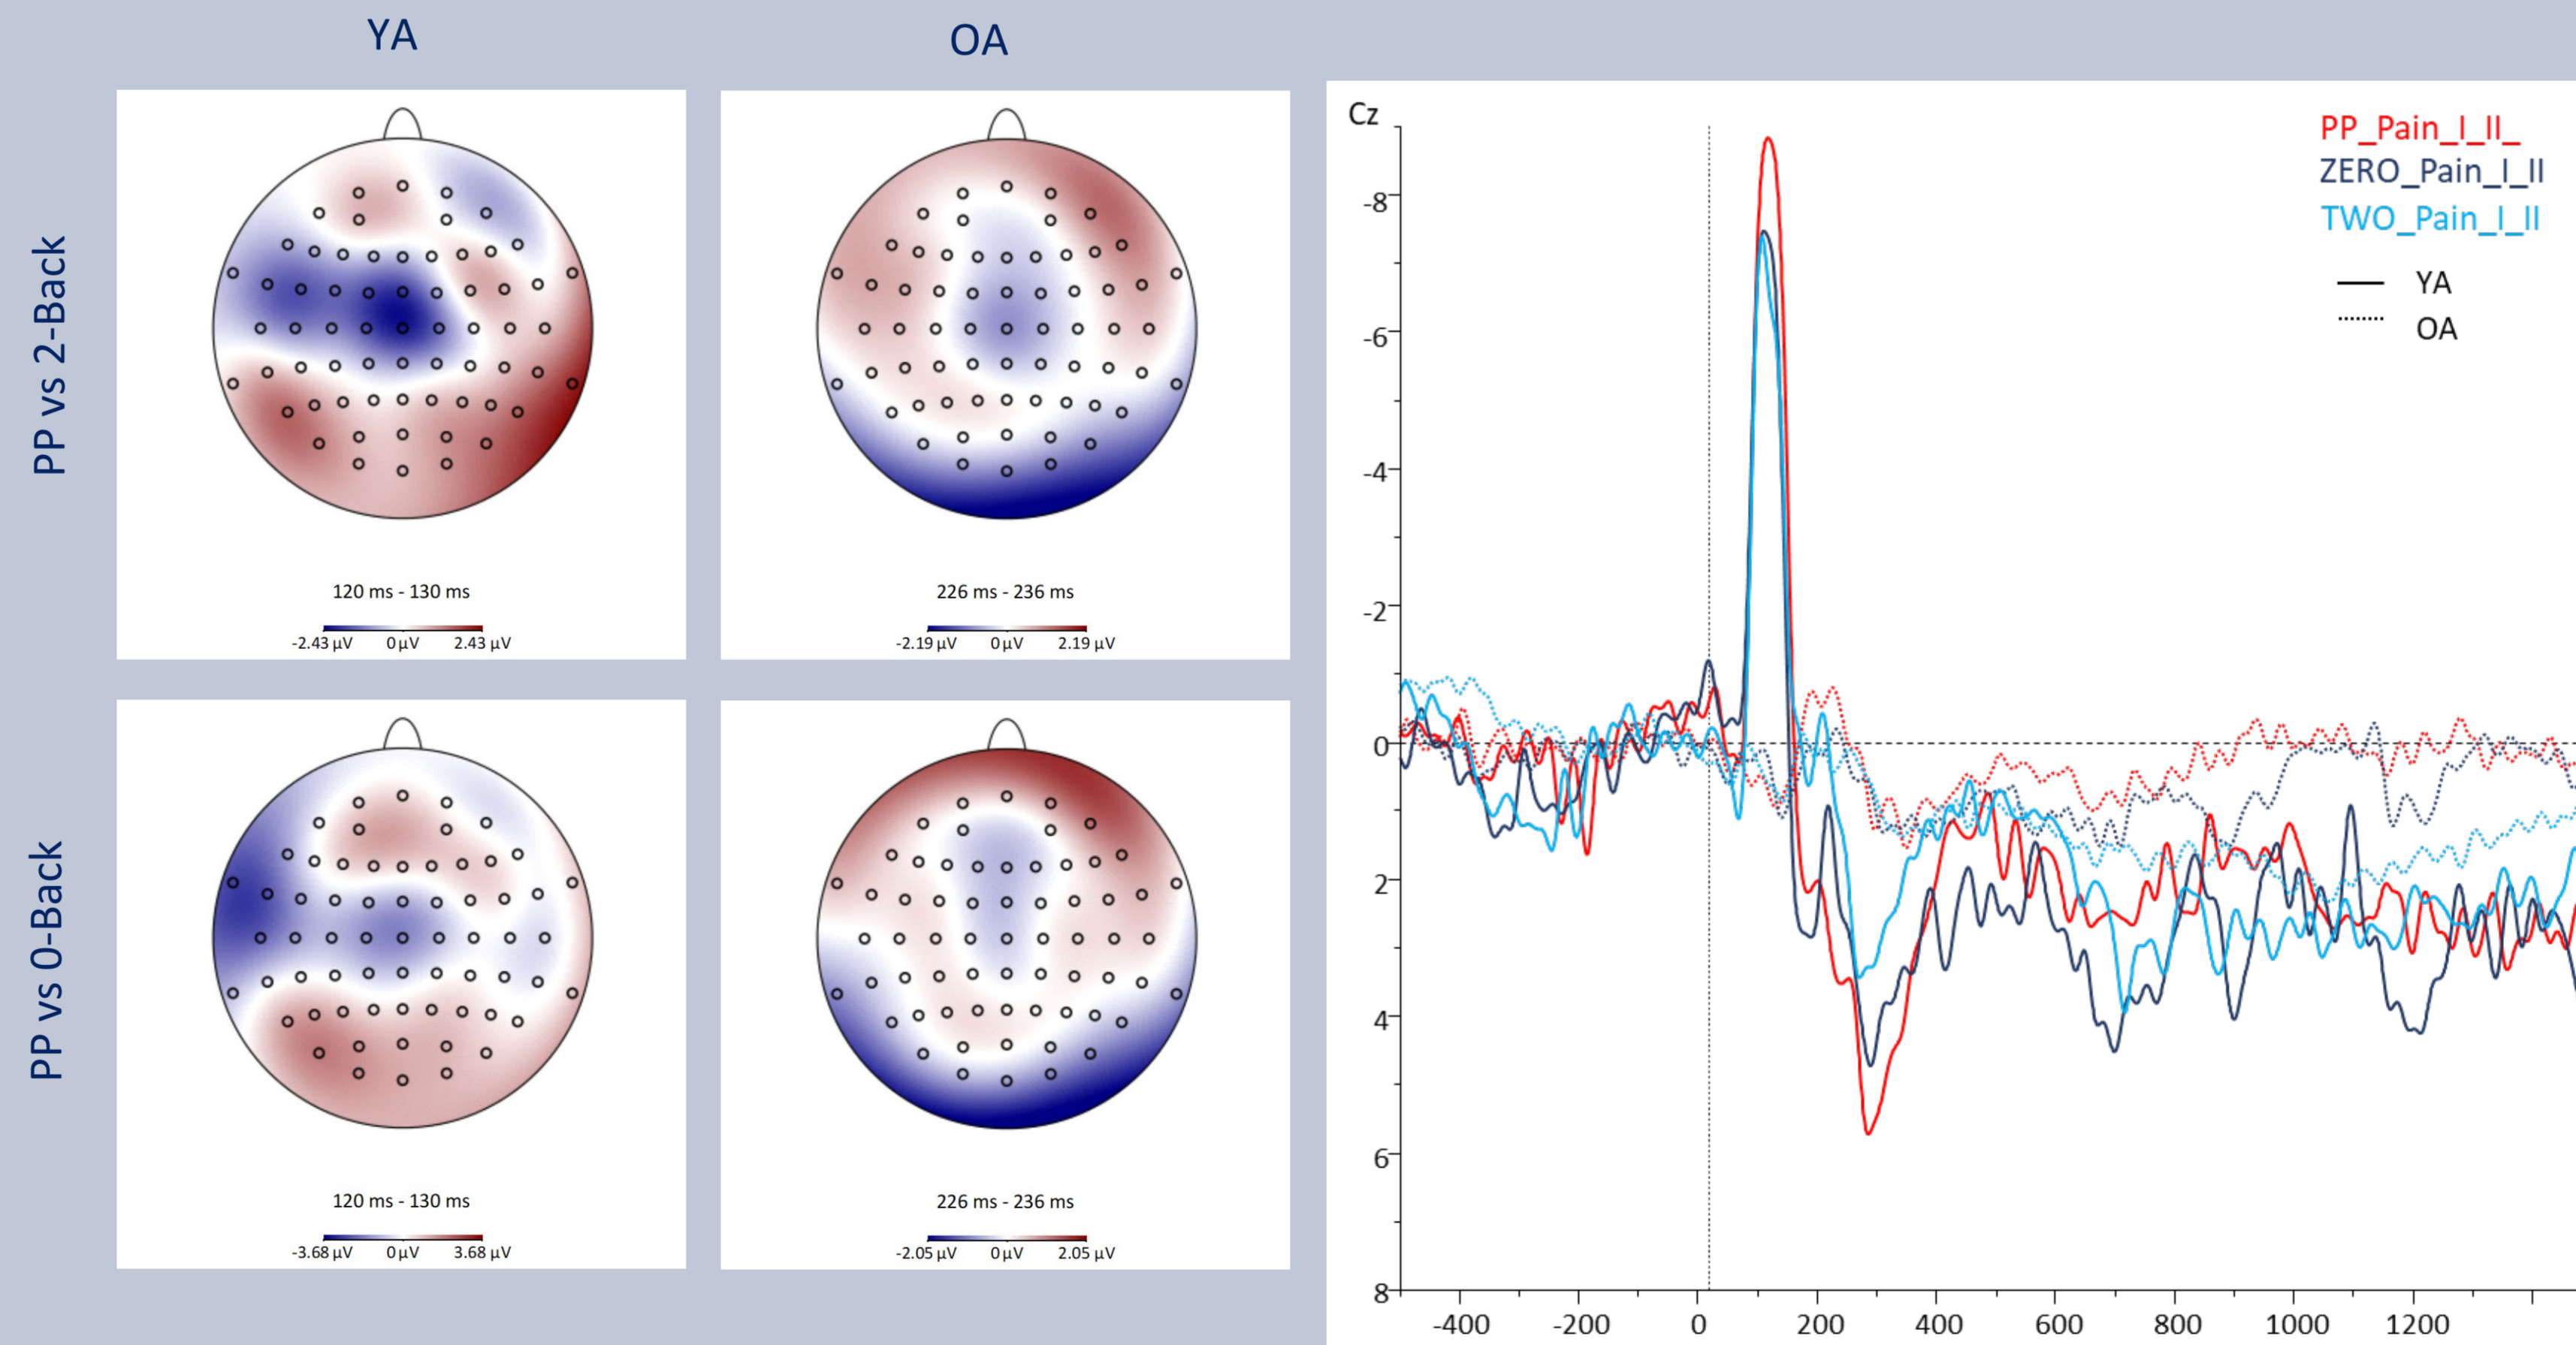 YA
OA
PP vs 2-Back
120 ms - 130 ms
-2.43 µV 0 µV 2.43 µV
226 ms - 236 ms
-2.19 µV 0 µV 2.19 µV
PP vs 0-Back
120 ms - 130 ms
-3.68 µV 0 µV 3.68 µV
226 ms - 236 ms
-2.05 µV 0 µV 2.05 µV
Cz
PP_Pain_I_II_
ZERO_Pain_I_II
TWO_Pain_I_II
YA
OA
-8
-6
-4
-2
0
2
4
6
8
-400 -200 0 200 400 600 800 1000 1200